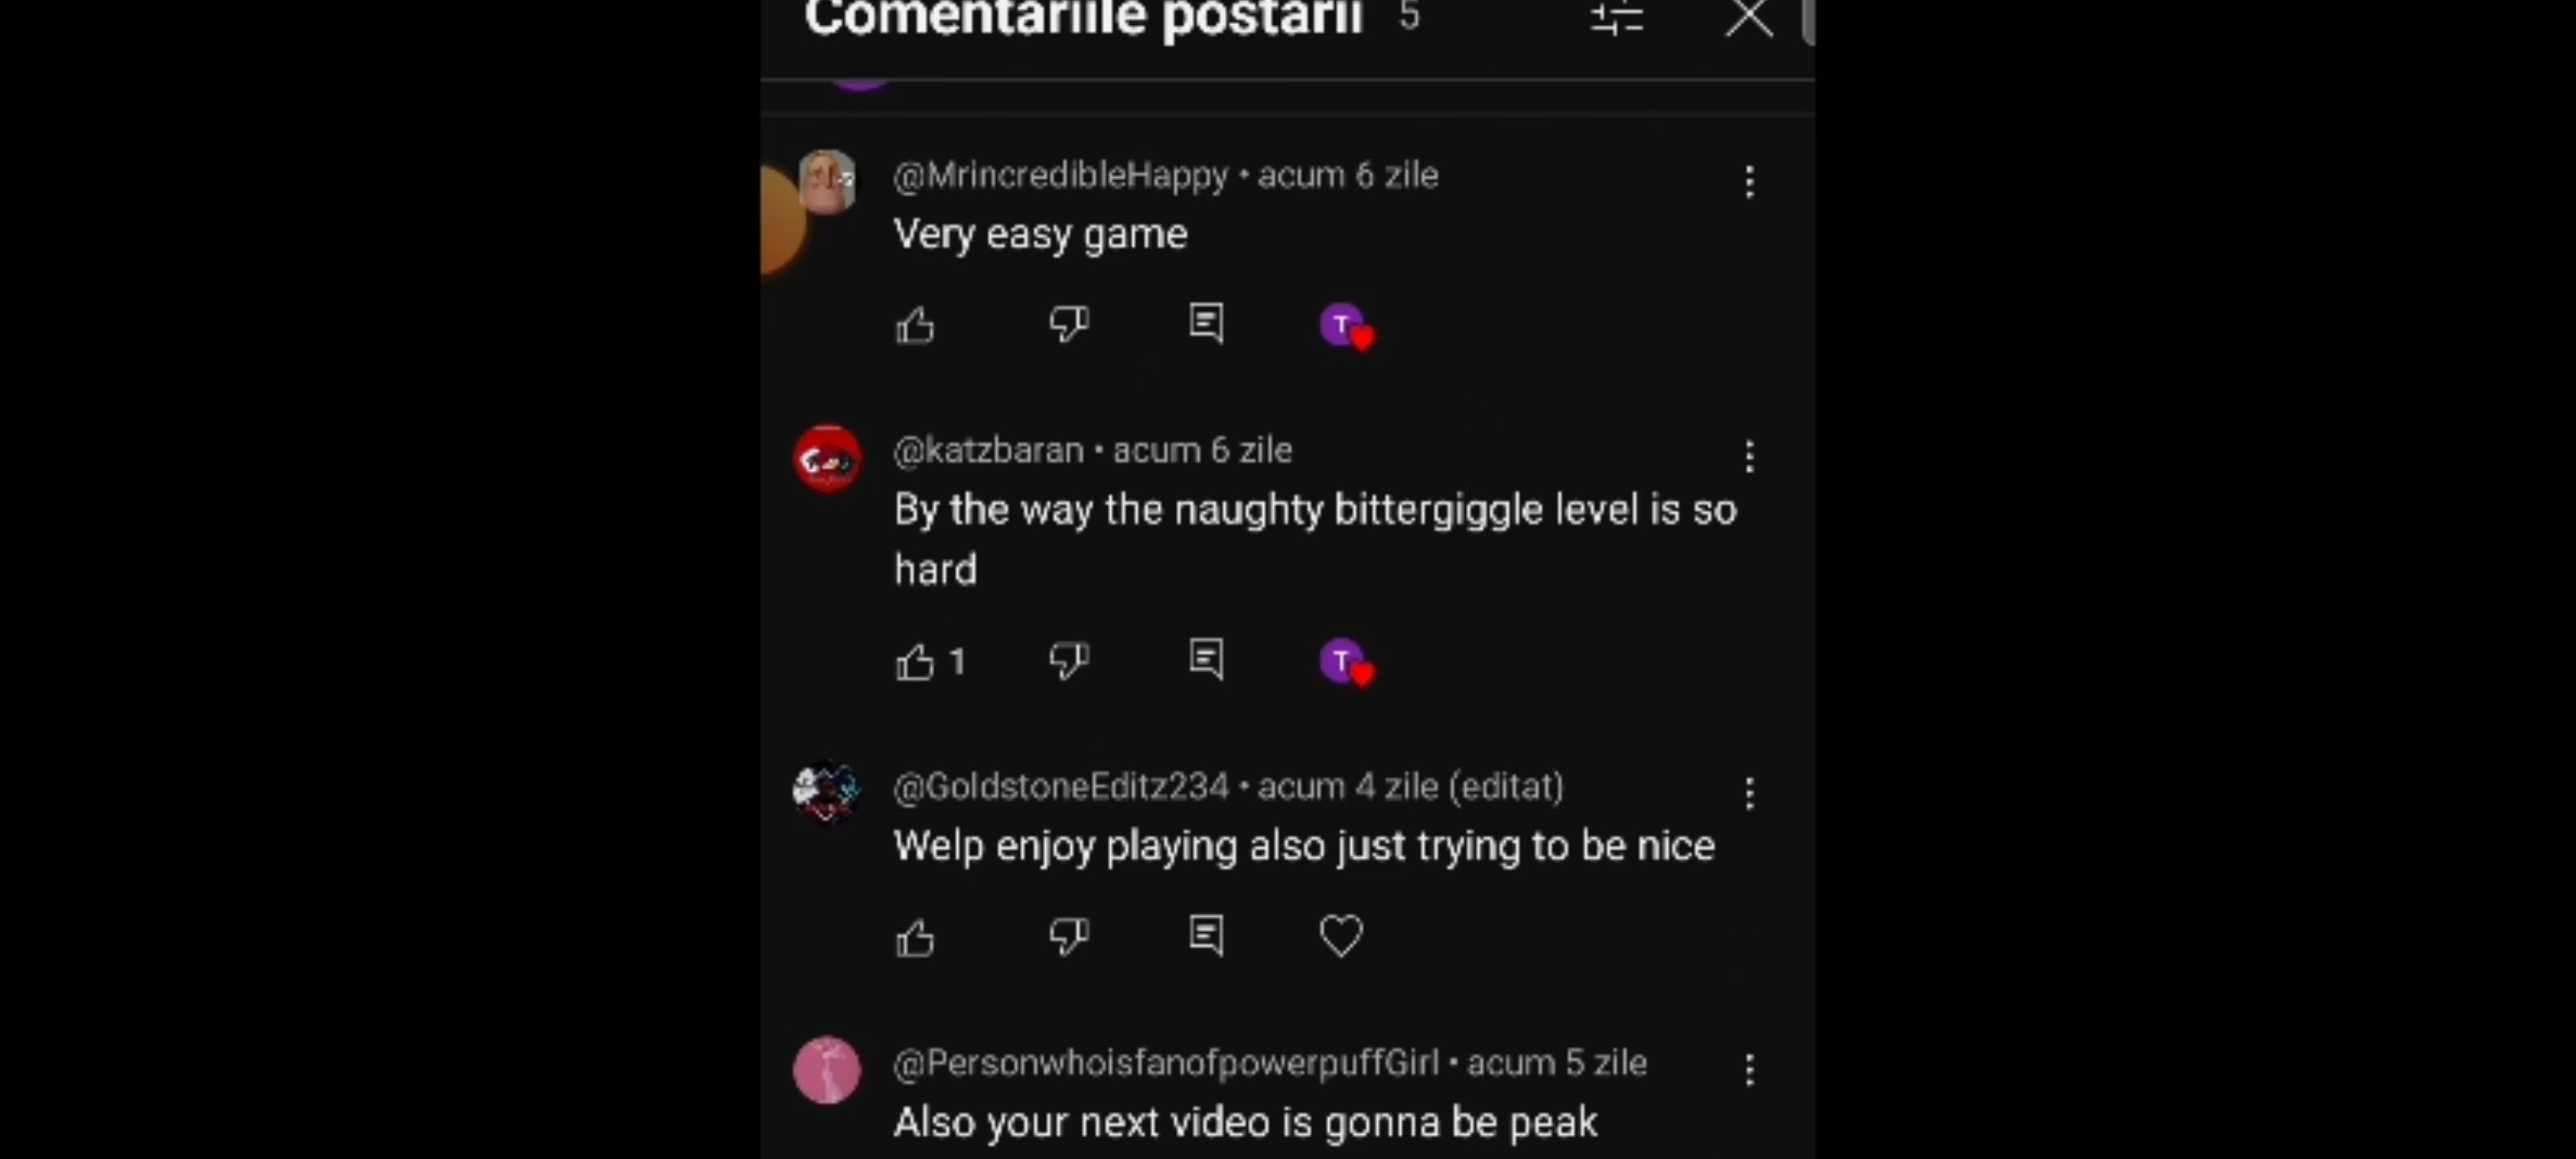 Comentariile postării 5
@MrincredibleHappy • acum 6 zile
Very easy game
T
@katzbaran • acum 6 zile
By the way the naughty bittergiggle level is so
hard
1
T
@GoldstoneEditz234 • acum 4 zile (editat)
Welp enjoy playing also just trying to be nice
@PersonwhoisfanofpowerpuffGirl • acum 5 zile
Also your next video is gonna be peak